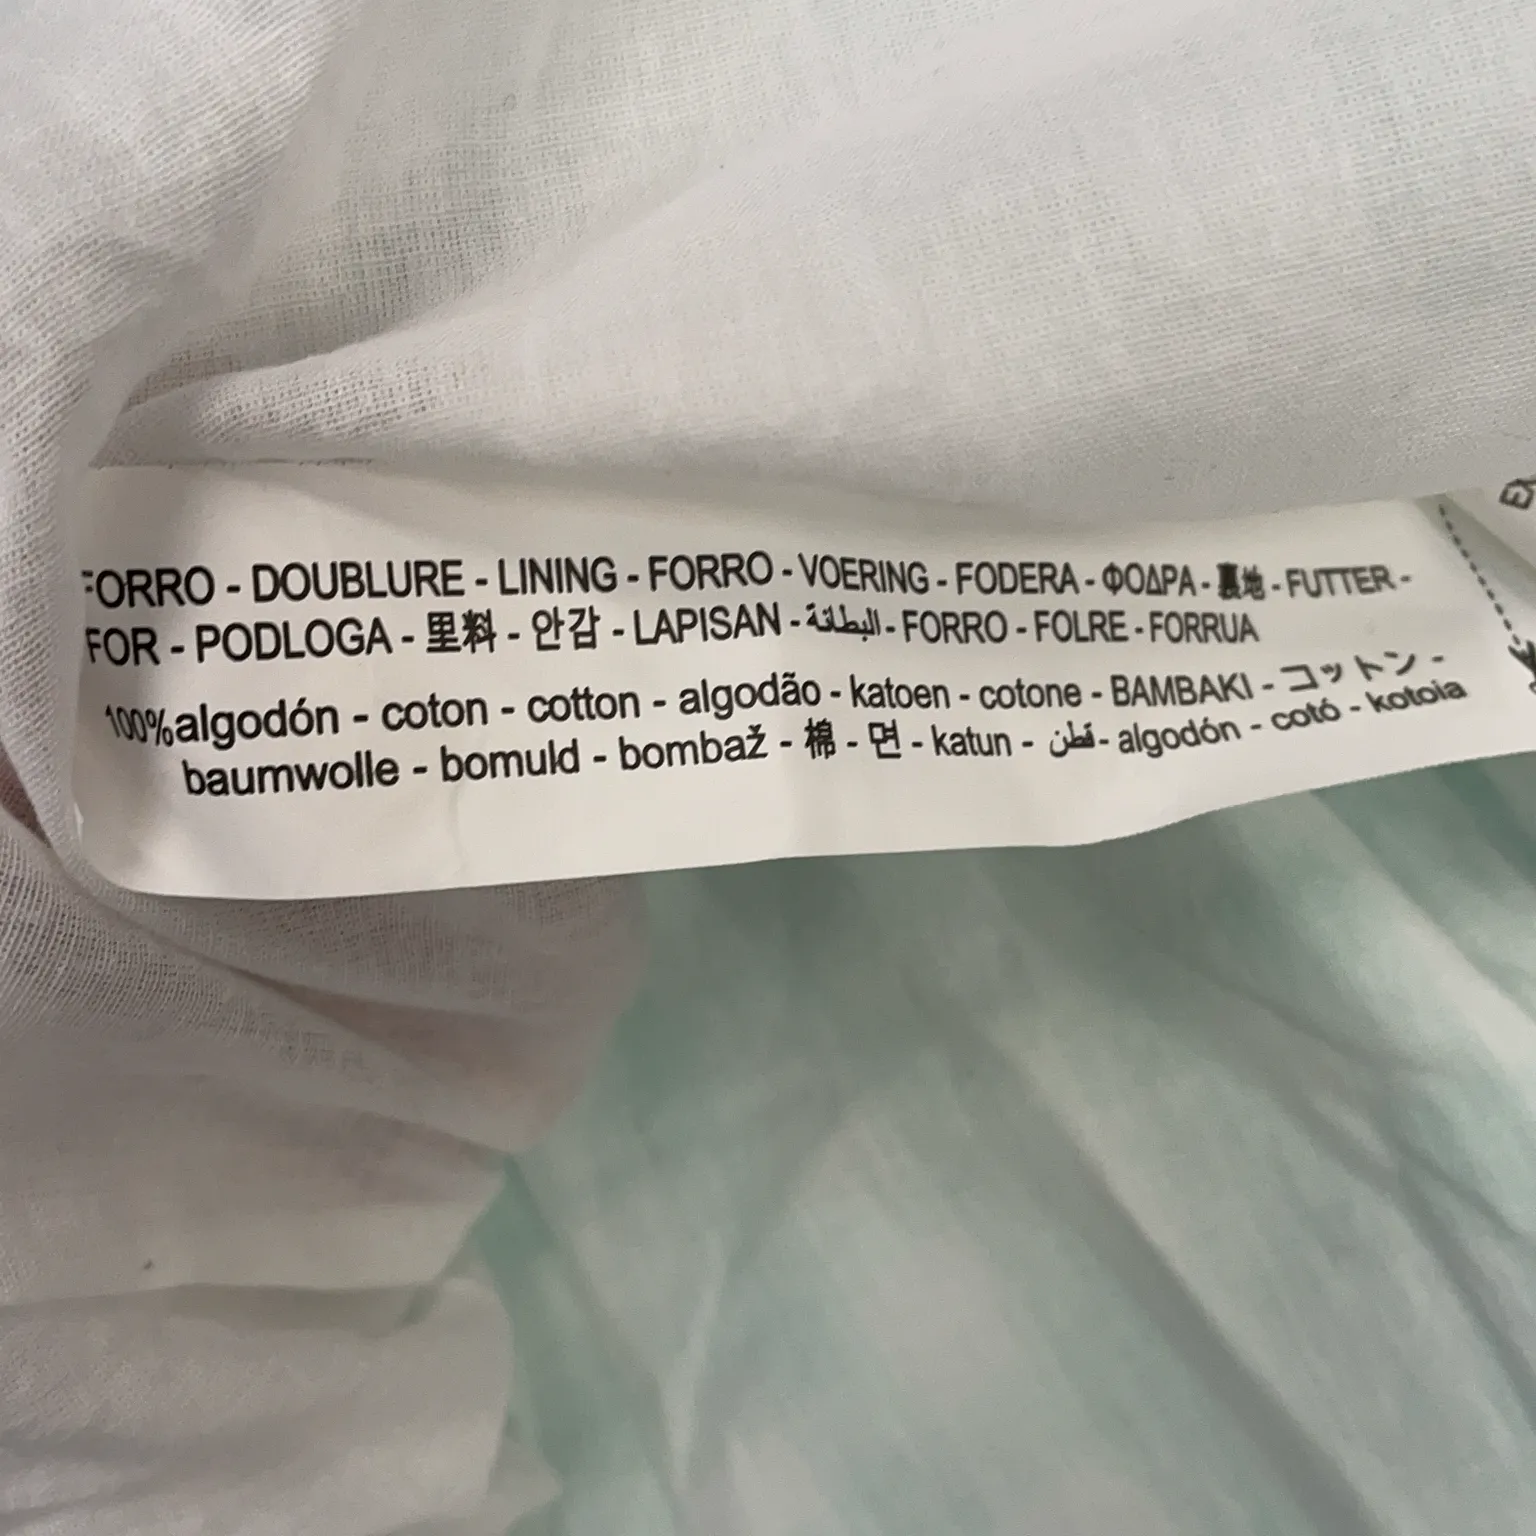 FORRO - DOUBLURE - LINING - FORRO - VOERING - FODERA - ΦΟΔΡΑ - 裏地 - FUTTER -
FOR - PODLOGA - 里料 - 안감 - LAPISAN - البطانة - FORRO - FOLRE - FORRUA
100% algodón - coton - cotton - algodão - katoen - cotone - BAMBAKI - コットン -
baumwolle - bomuld - bombaž - 棉 - 면 - katun - قطن - algodón - cotó - kotoia